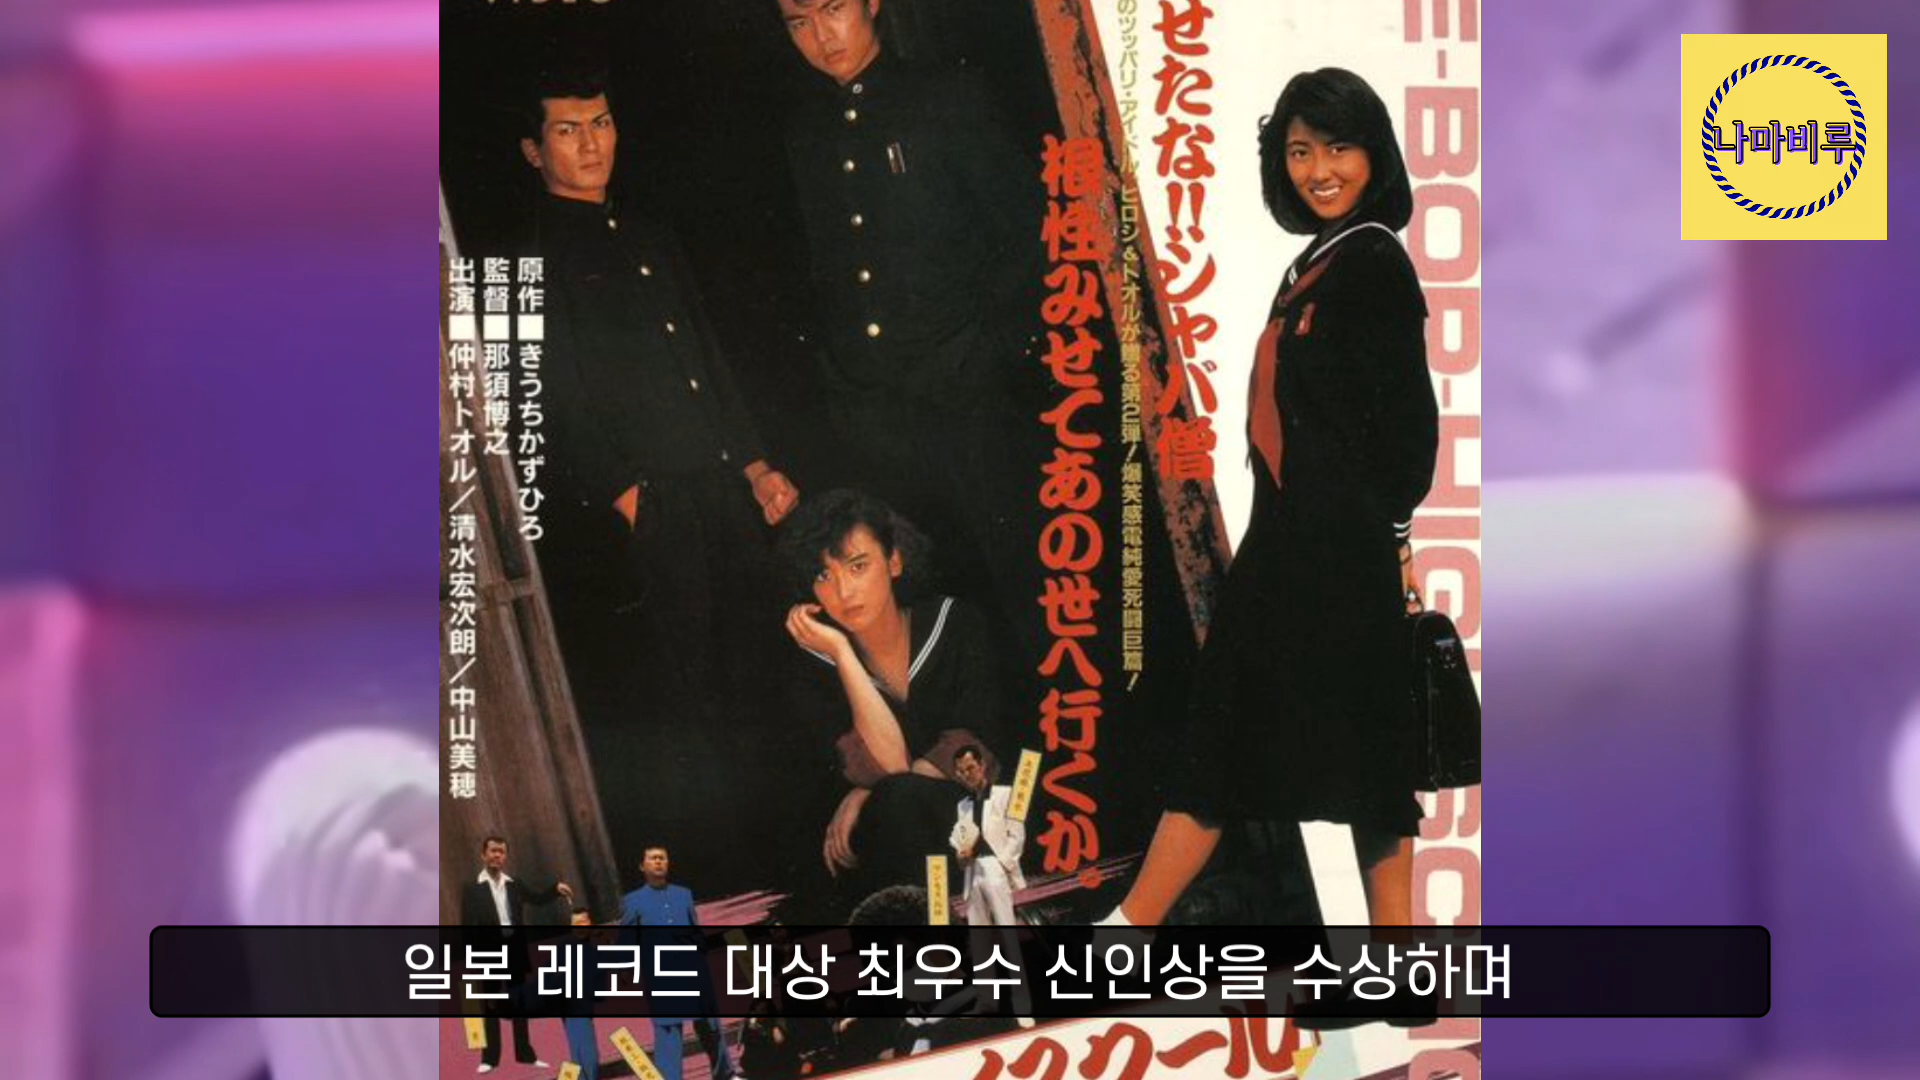 せたな!!シャバ僧
のツッパリ・アイドル、ヒロシ&トオルが贈る第2弾!爆笑感電純愛死闘巨篇!
根性みせてあの世へ行くか。
原作■きうちかずひろ
監督■那須博之
出演■仲村トオル/清水宏次朗/中山美穂
E-BOP-HIGH-SCHO
나마비루
일본 레코드 대상 최우수 신인상을 수상하며
スクール